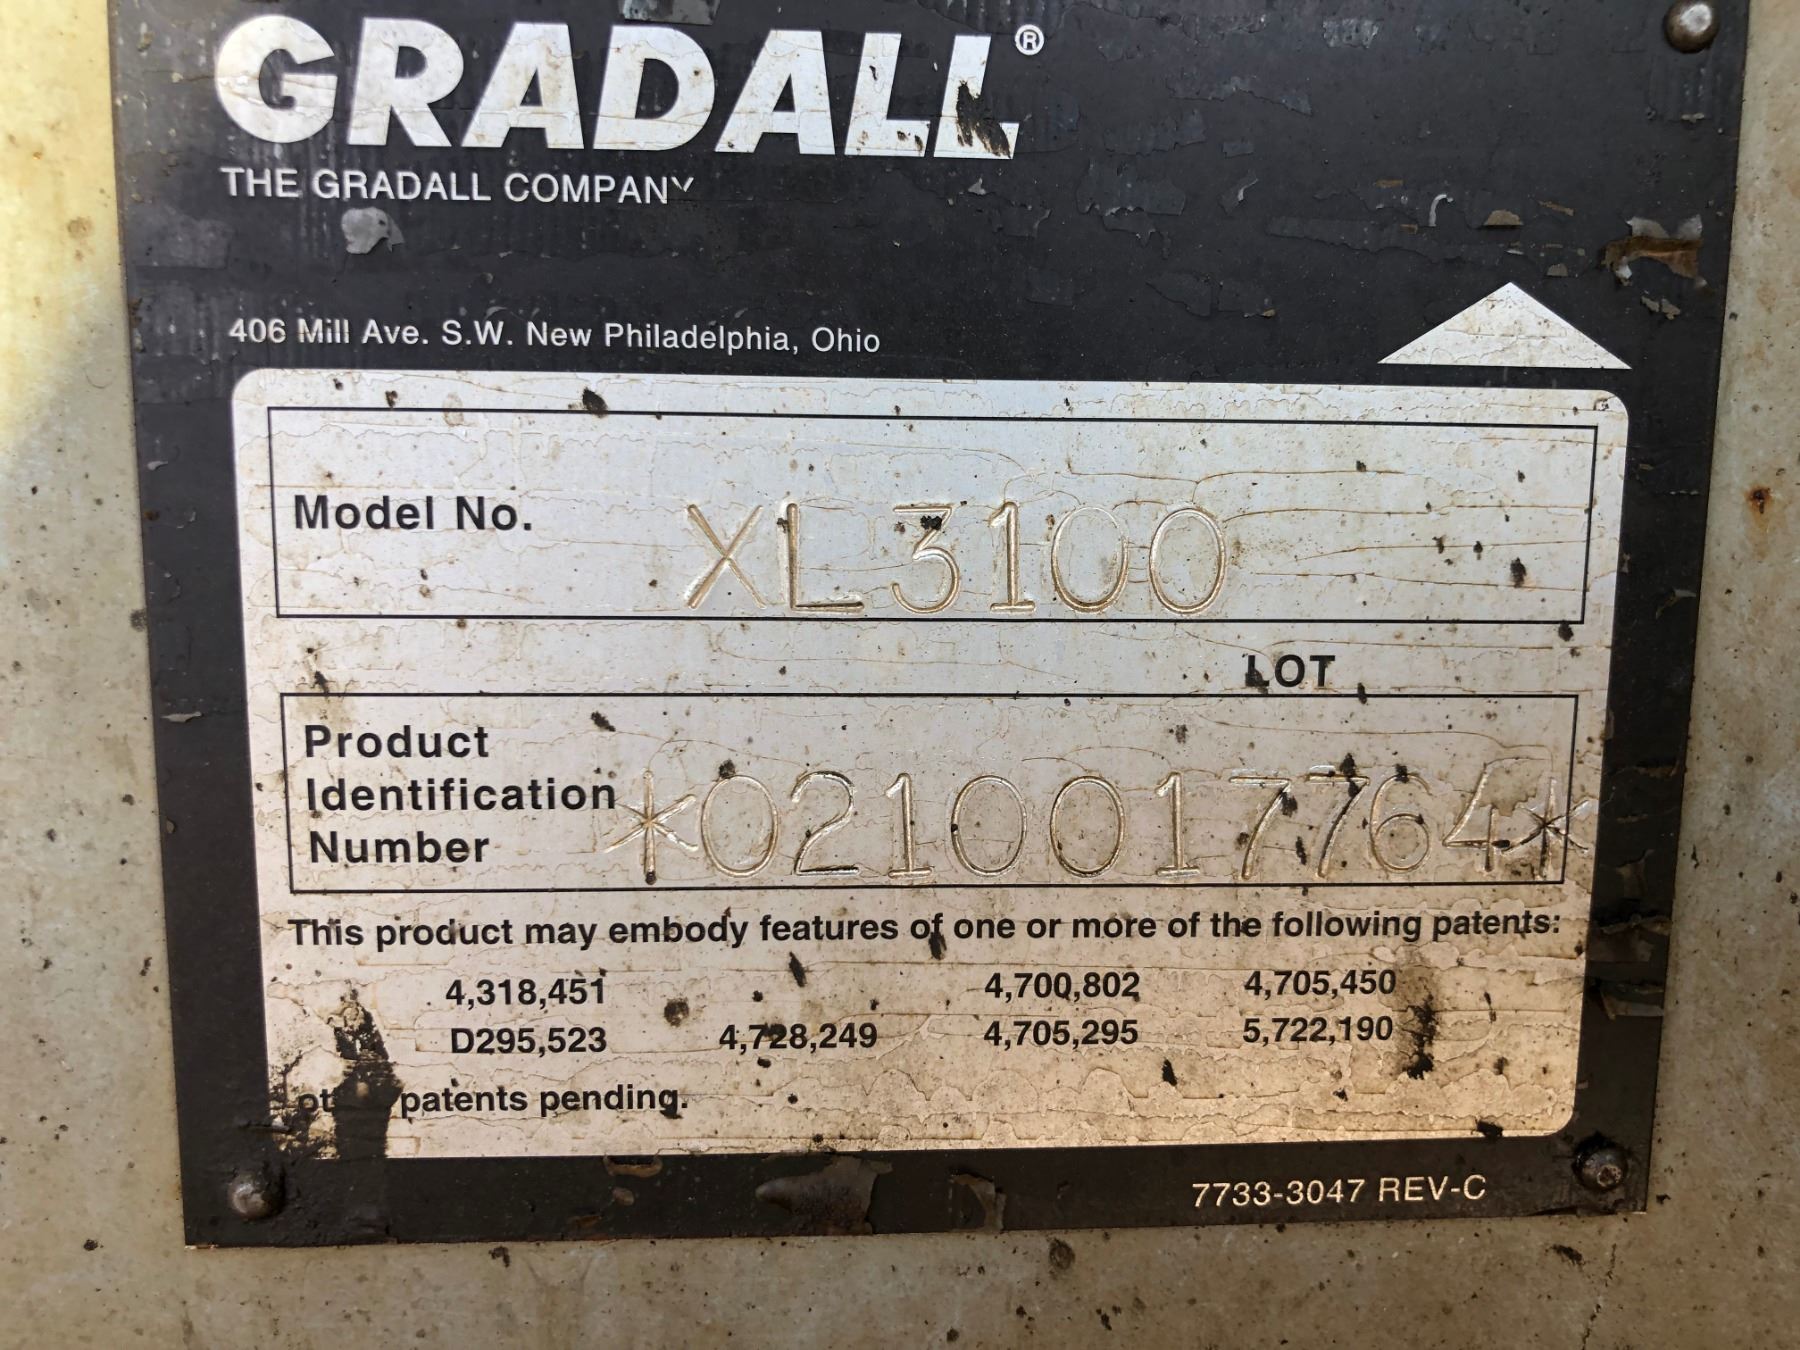 GRADALL®
THE GRADALL COMPANY
406 Mill Ave. S.W. New Philadelphia, Ohio
Model No. XL3100
LOT
Product
Identification
Number *0210017764*
This product may embody features of one or more of the following patents:
4,318,451 4,700,802 4,705,450
D295,523 4,728,249 4,705,295 5,722,190
patents pending.
7733-3047 REV-C